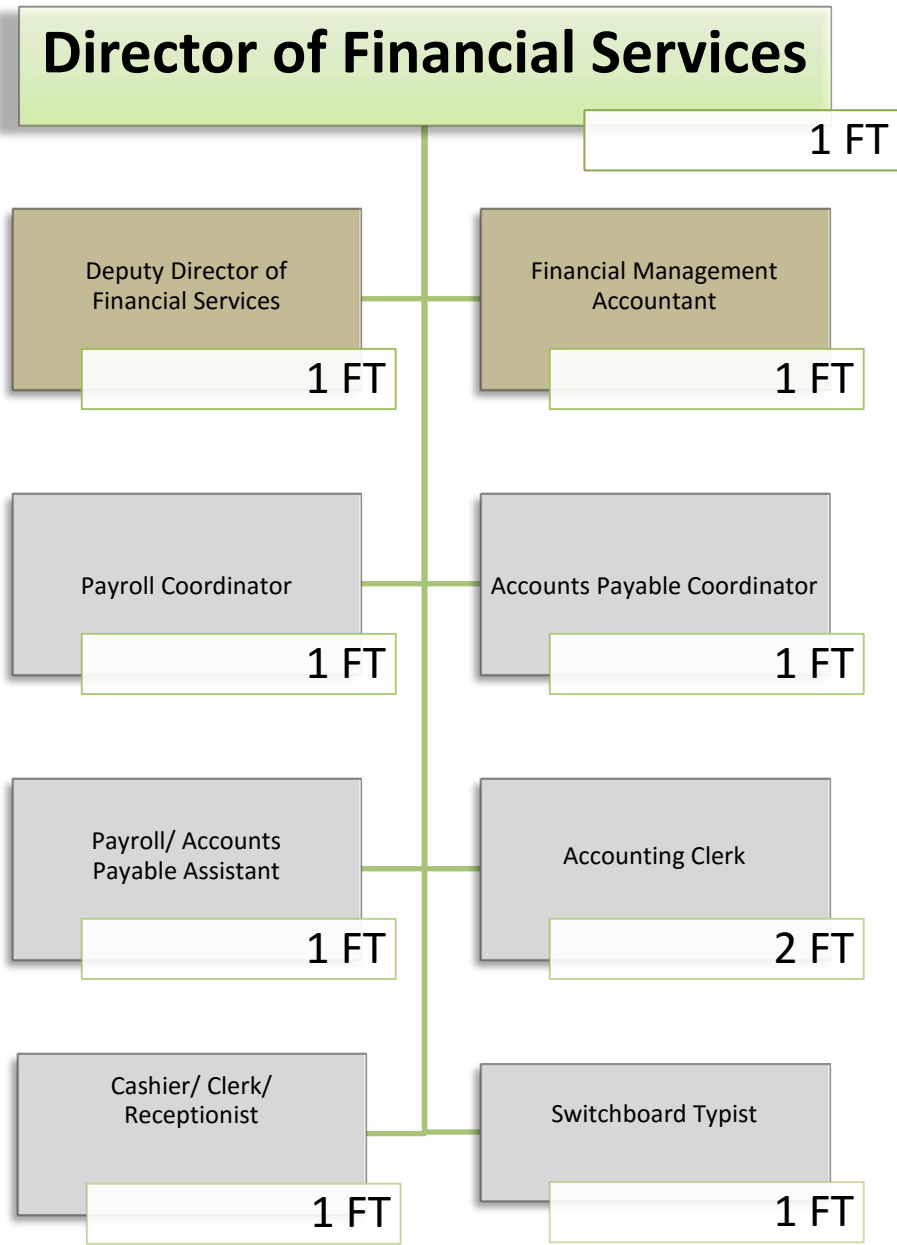 Director of Financial Services
1 FT
Deputy Director of
Financial Services
1 FT
Financial Management
Accountant
1 FT
Payroll Coordinator
1 FT
Accounts Payable Coordinator
1 FT
Payroll/ Accounts
Payable Assistant
1 FT
Accounting Clerk
2 FT
Cashier/ Clerk/
Receptionist
1 FT
Switchboard Typist
1 FT